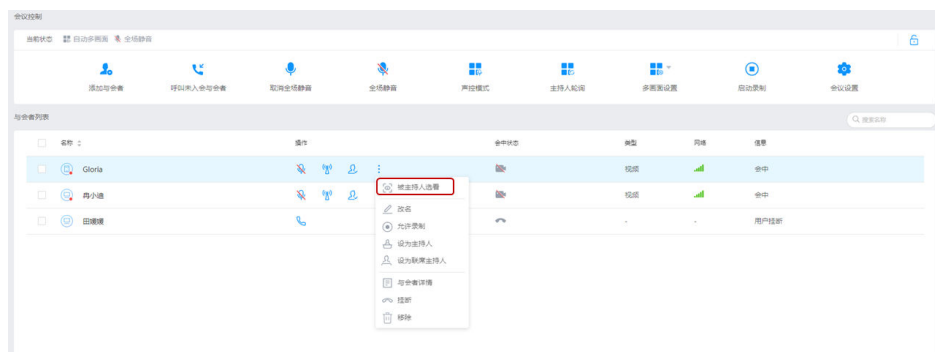 会议控制
当前状态 启动多画面 全场静音
添加与会者 呼叫未入会与会者 取消全场静音 全场静音 声控模式 主持人轮询 多画面设置 启动录制 会议设置
与会者列表 搜索名称
名称 操作 会中状态 类型 网络 信息
Gloria 视频 会中
被主持人选看
冉小迪 视频 会中
改名
田媛媛 - - 用户挂断
允许录制
设为主持人
设为联席主持人
与会者详情
挂断
移除